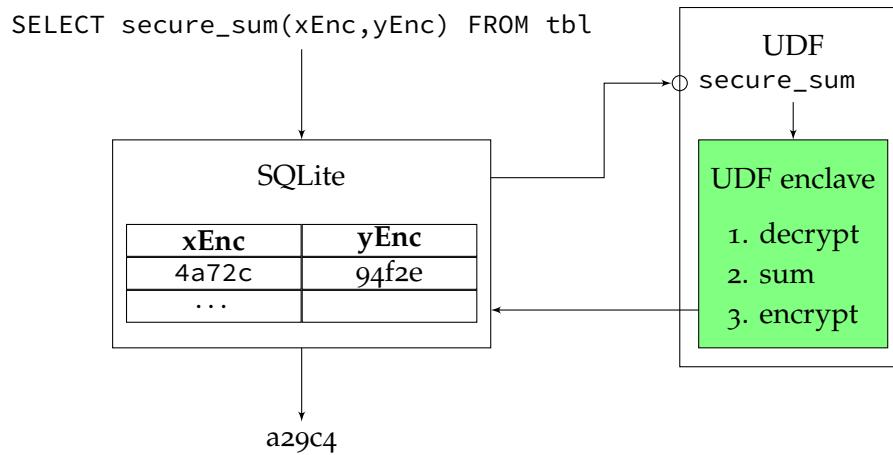 SELECT secure_sum(xEnc,yEnc) FROM tbl
UDF
secure_sum
SQLite
xEnc yEnc
4a72c 94f2e
...
UDF enclave
1. decrypt
2. sum
3. encrypt
a29c4